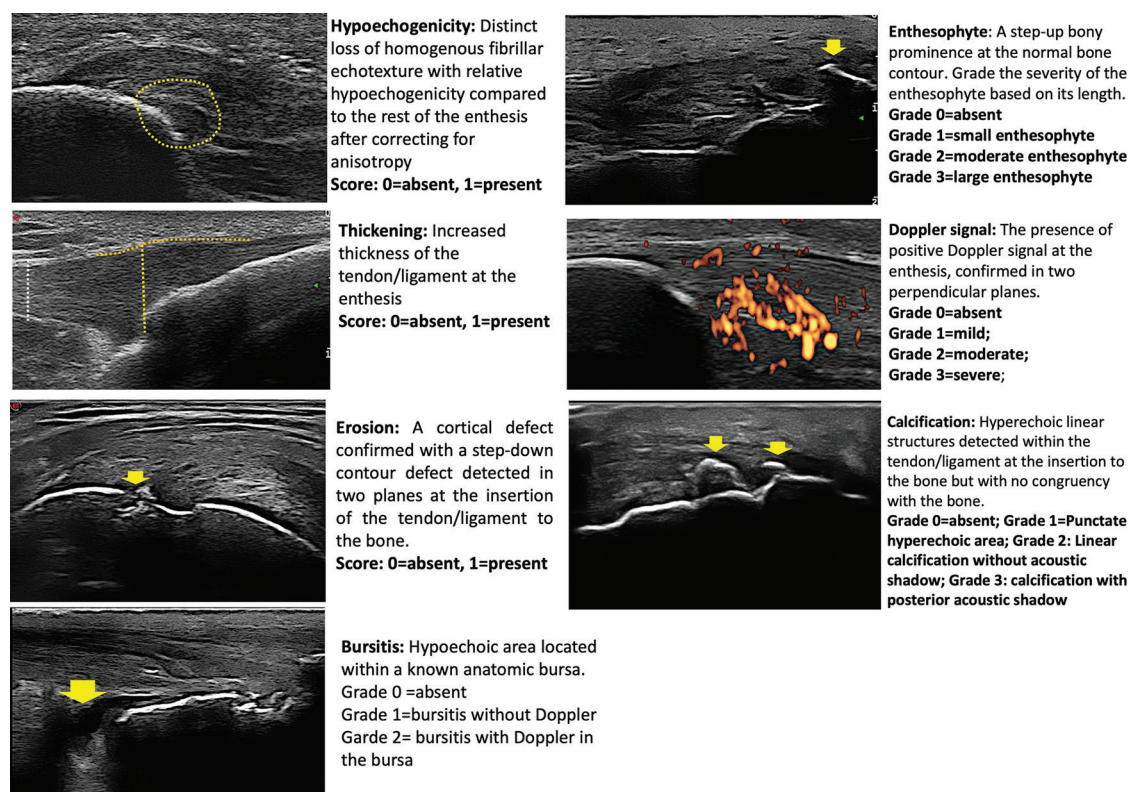 Hypoechogenicity: Distinct
loss of homogenous fibrillar
echotexture with relative
hypoechogenicity compared
to the rest of the enthesis
after correcting for
anisotropy
Score: 0=absent, 1=present
Thickening: Increased
thickness of the
tendon/ligament at the
enthesis
Score: 0=absent, 1=present
Erosion: A cortical defect
confirmed with a step-down
contour defect detected in
two planes at the insertion
of the tendon/ligament to
the bone.
Score: 0=absent, 1=present
Bursitis: Hypoechoic area located
within a known anatomic bursa.
Grade 0 =absent
Grade 1=bursitis without Doppler
Garde 2= bursitis with Doppler in
the bursa
Enthesophyte: A step-up bony
prominence at the normal bone
contour. Grade the severity of the
enthesophyte based on its length.
Grade 0=absent
Grade 1=small enthesophyte
Grade 2=moderate enthesophyte
Grade 3=large enthesophyte
Doppler signal: The presence of
positive Doppler signal at the
enthesis, confirmed in two
perpendicular planes.
Grade 0=absent
Grade 1=mild;
Grade 2=moderate;
Grade 3=severe;
Calcification: Hyperechoic linear
structures detected within the
tendon/ligament at the insertion to
the bone but with no congruency
with the bone.
Grade 0=absent; Grade 1=Punctate
hyperechoic area; Grade 2: Linear
calcification without acoustic
shadow; Grade 3: calcification with
posterior acoustic shadow